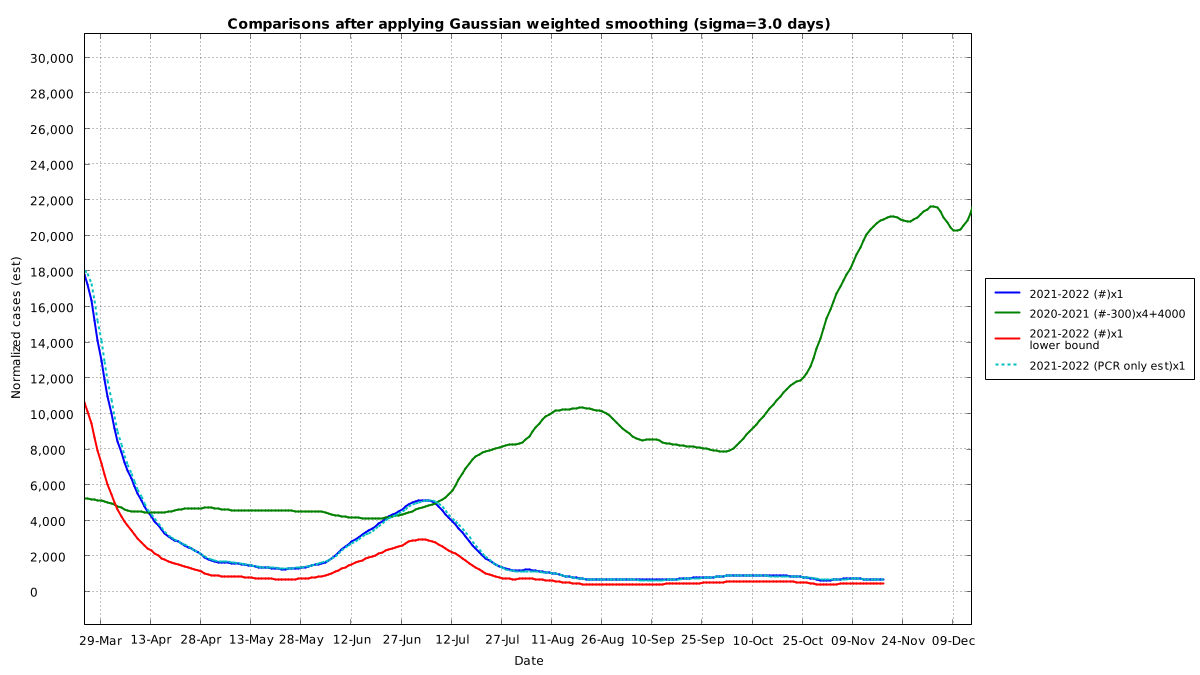 Comparisons after applying Gaussian weighted smoothing (sigma=3.0 days)
Normalized cases (est)
30,000
28,000
26,000
24,000
22,000
20,000
18,000
16,000
14,000
12,000
10,000
8,000
6,000
4,000
2,000
0
29-Mar 13-Apr 28-Apr 13-May 28-May 12-Jun 27-Jun 12-Jul 27-Jul 11-Aug 26-Aug 10-Sep 25-Sep 10-Oct 25-Oct 09-Nov 24-Nov 09-Dec
Date
2021-2022 (#)x1
2020-2021 (#-300)x4+4000
2021-2022 (#)x1
lower bound
2021-2022 (PCR only est)x1